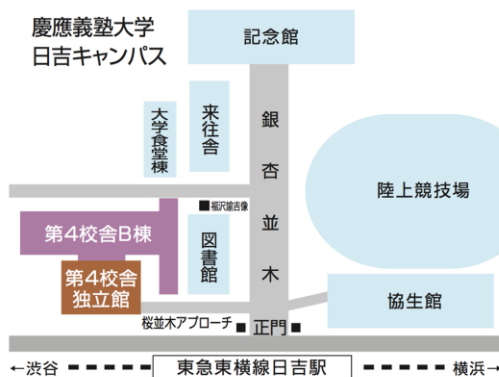 慶應義塾大学
日吉キャンパス
記念館
大学食堂棟
来往舎
銀杏並木
陸上競技場
■福沢諭吉像
第4校舎B棟
図書館
第4校舎
独立館
協生館
桜並木アプローチ
■正門■
←渋谷
東急東横線日吉駅
横浜→